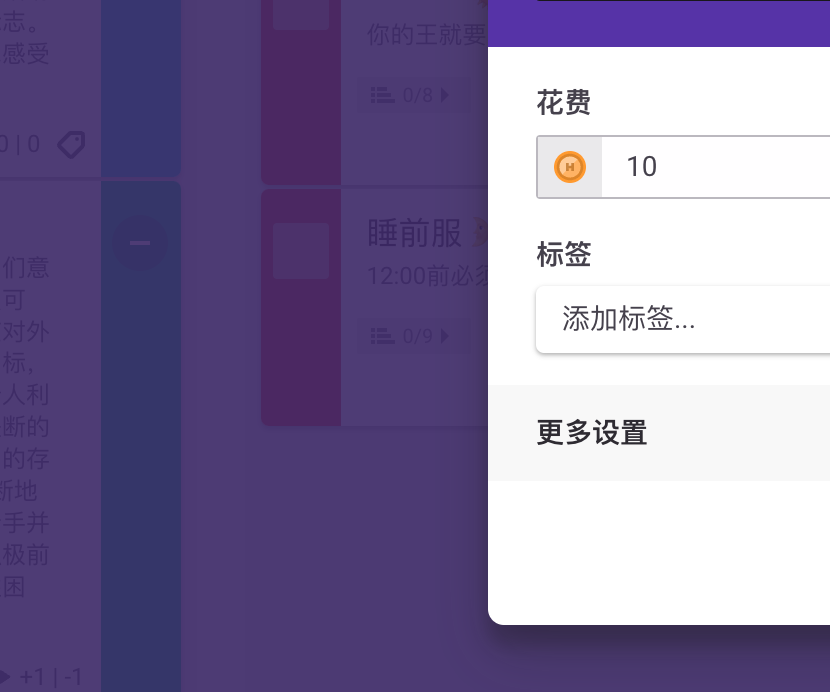 志。
感受
0 | 0
们意
可
对外
标，
人利
断的
的存
断地
手并
极前
困
+1 | -1
你的王就要
0/8
睡前服
12:00前必须
0/9
花费
10
标签
添加标签...
更多设置